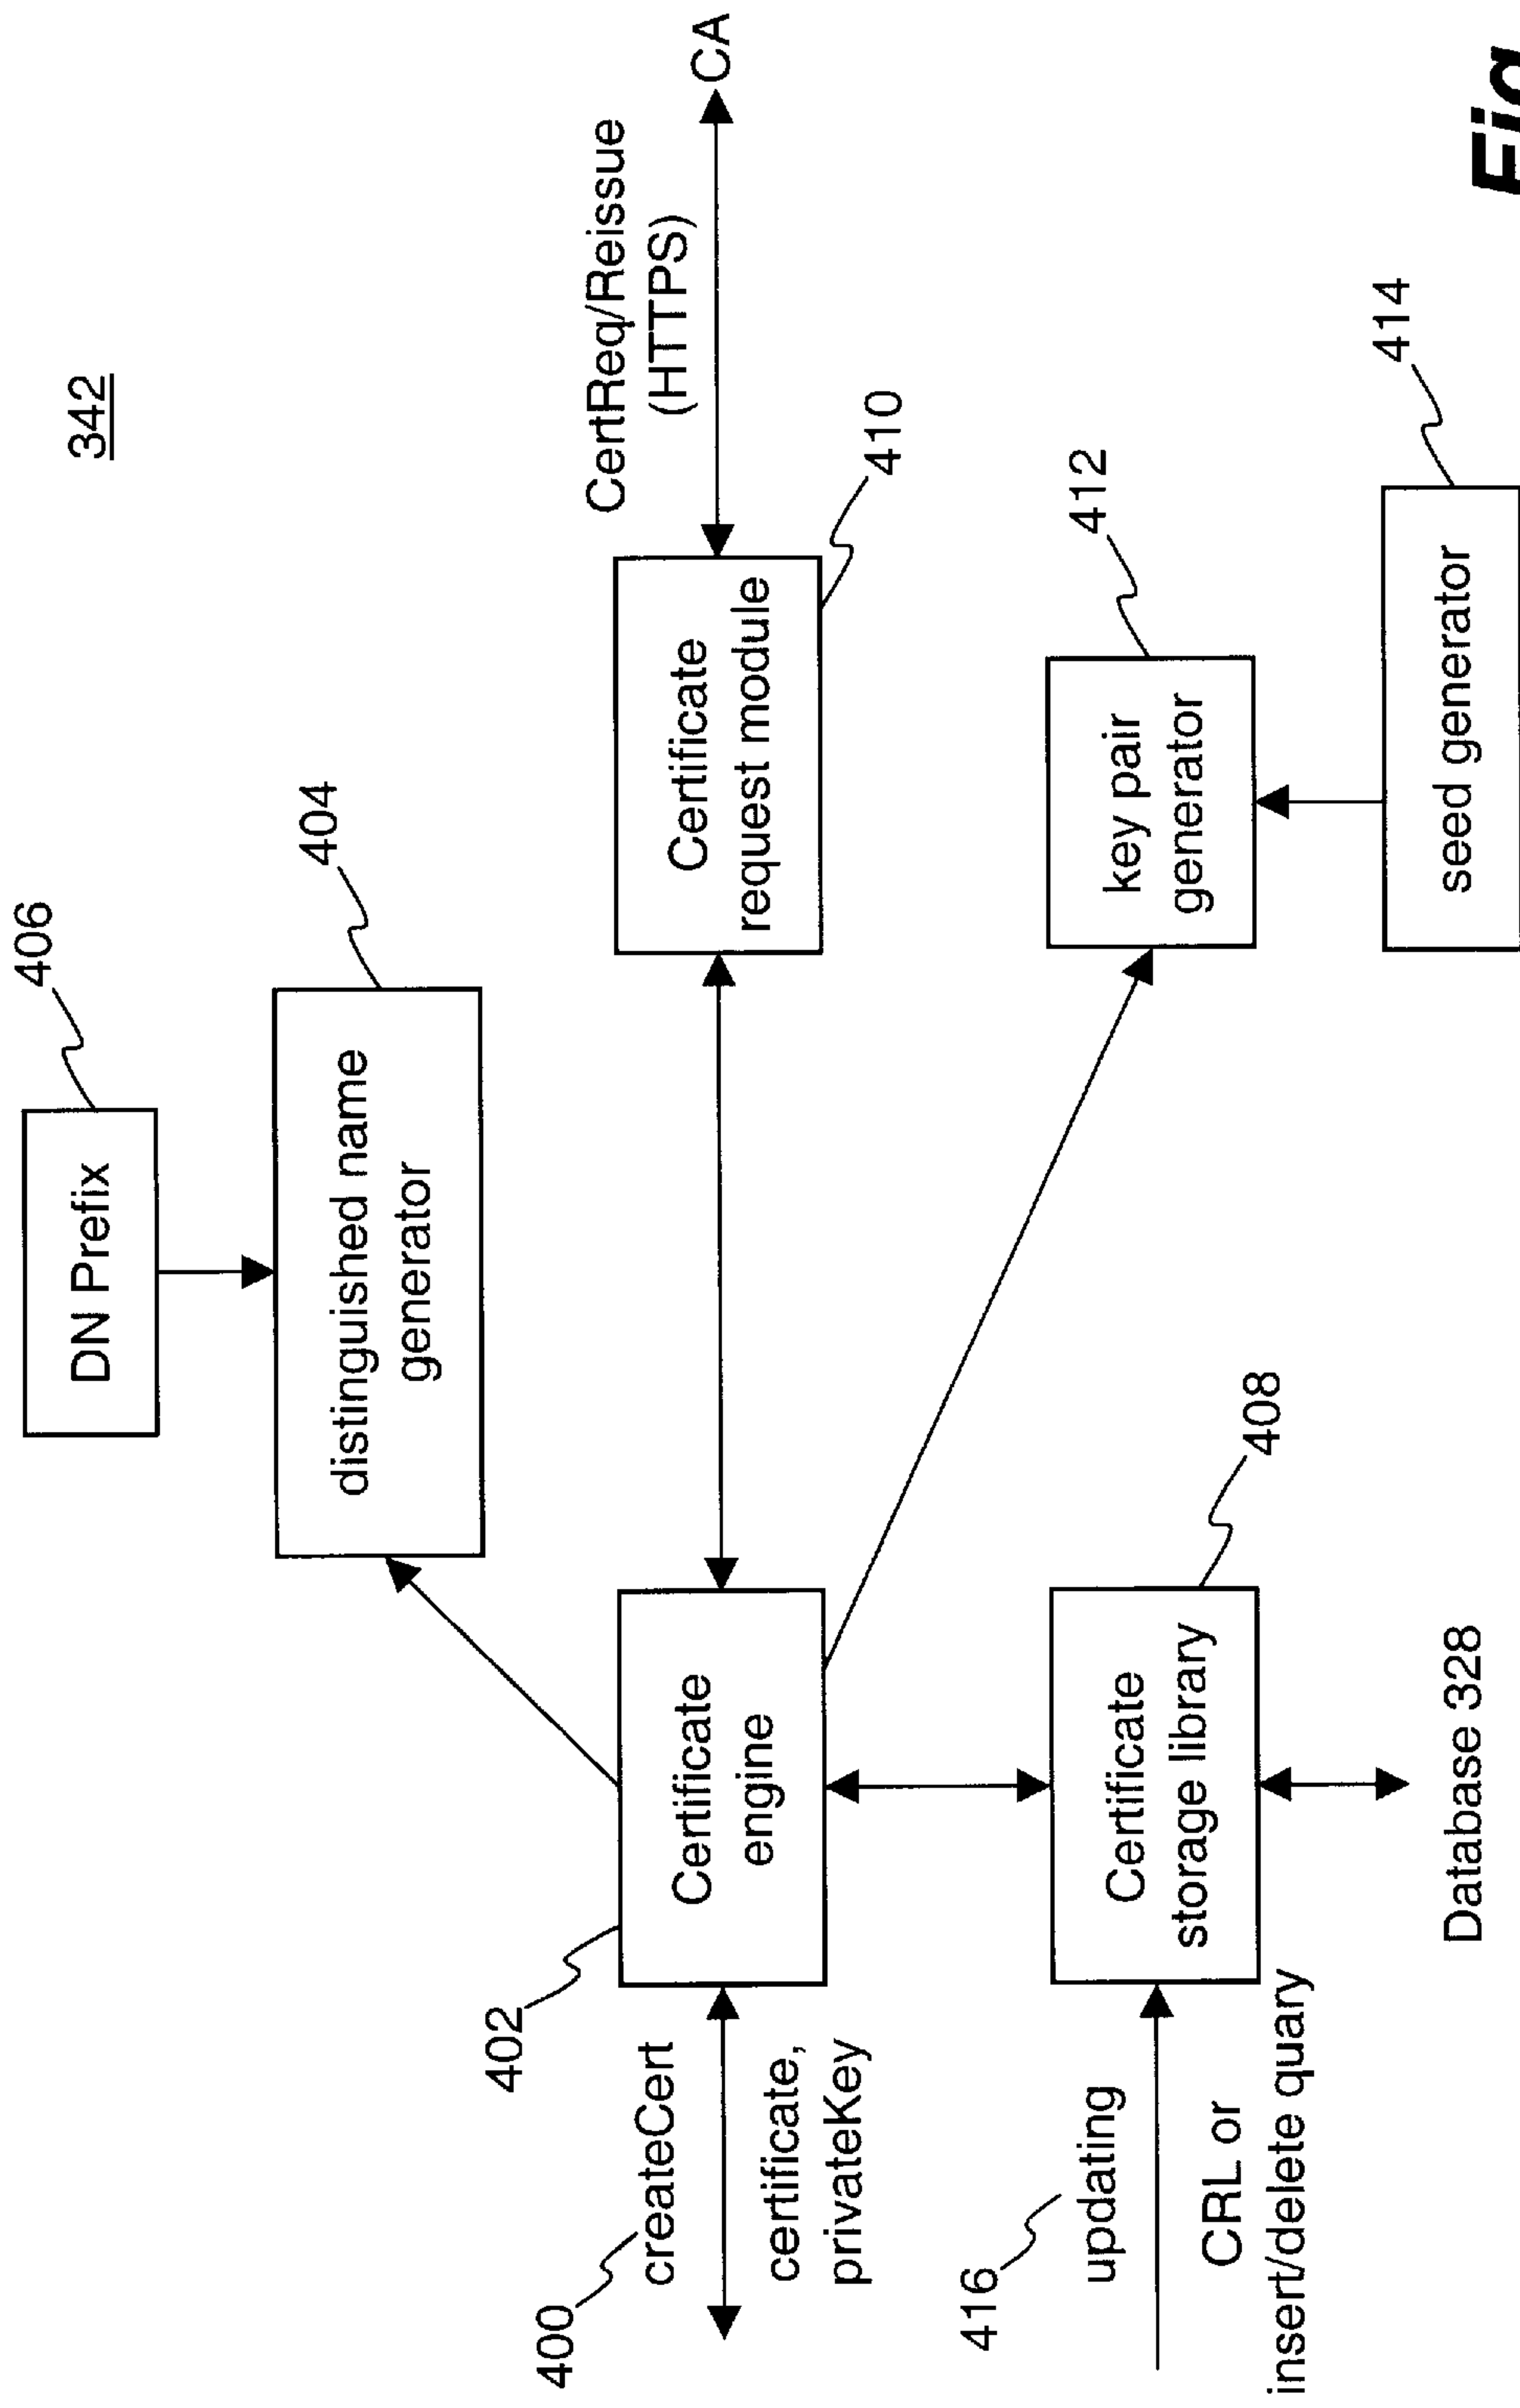 342
406
DN Prefix
404
distinguished name
generator
CertReq/Reissue
(HTTPS)
CA
400
createCert
certificate,
privateKey
402
Certificate
engine
Certificate
request module
410
416
updating
CRL or
insert/delete quary
Certificate
storage library
408
Database 328
412
key pair
generator
414
seed generator